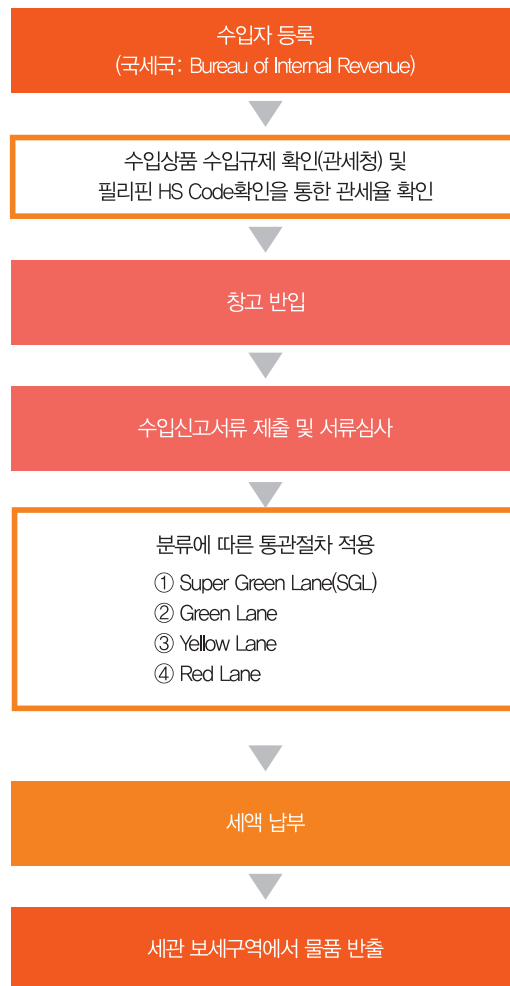 수입자 등록
(국세국: Bureau of Internal Revenue)
수입상품 수입규제 확인(관세청) 및
필리핀 HS Code확인을 통한 관세율 확인
창고 반입
수입신고서류 제출 및 서류심사
분류에 따른 통관절차 적용
① Super Green Lane(SGL)
② Green Lane
③ Yellow Lane
④ Red Lane
세액 납부
세관 보세구역에서 물품 반출